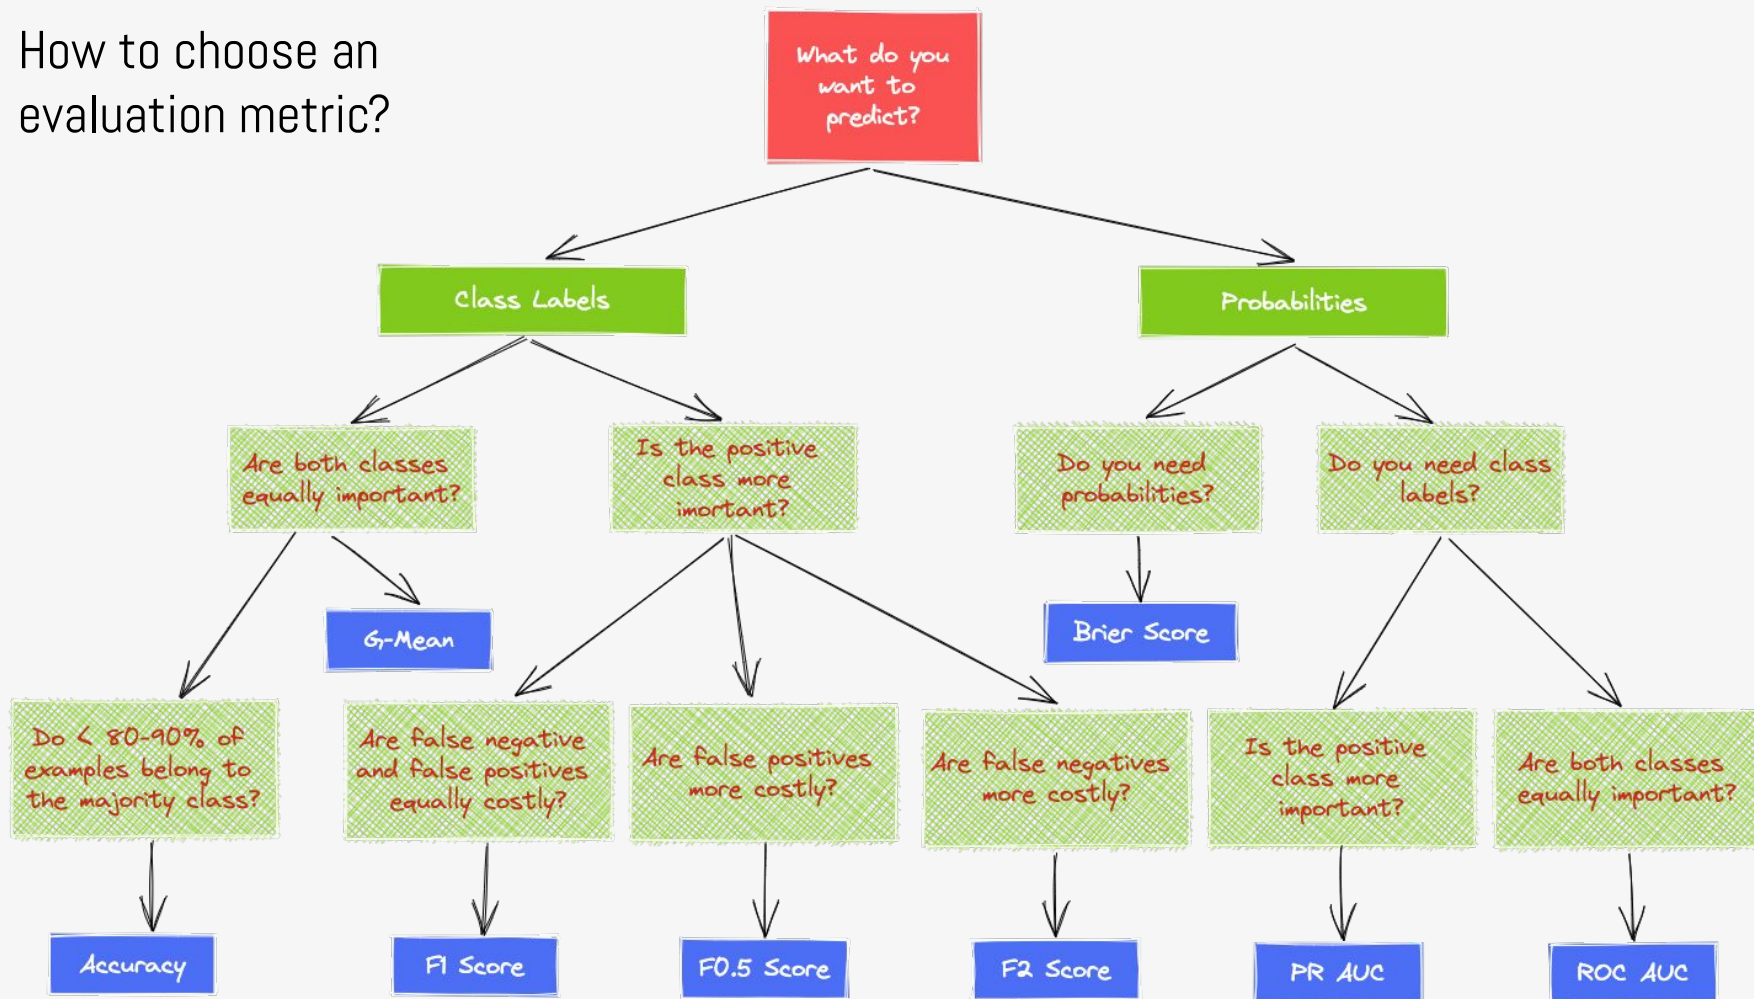 How to choose an
evaluation metric?
What do you
want to
predict?
Class Labels
Probabilities
Are both classes
equally important?
Is the positive
class more
imortant?
Do you need
probabilities?
Do you need class
labels?
G-Mean
Brier Score
Do < 80-90% of
examples belong to
the majority class?
Are false negative
and false positives
equally costly?
Are false positives
more costly?
Are false negatives
more costly?
Is the positive
class more
important?
Are both classes
equally important?
Accuracy
F1 Score
F0.5 Score
F2 Score
PR AUC
ROC AUC